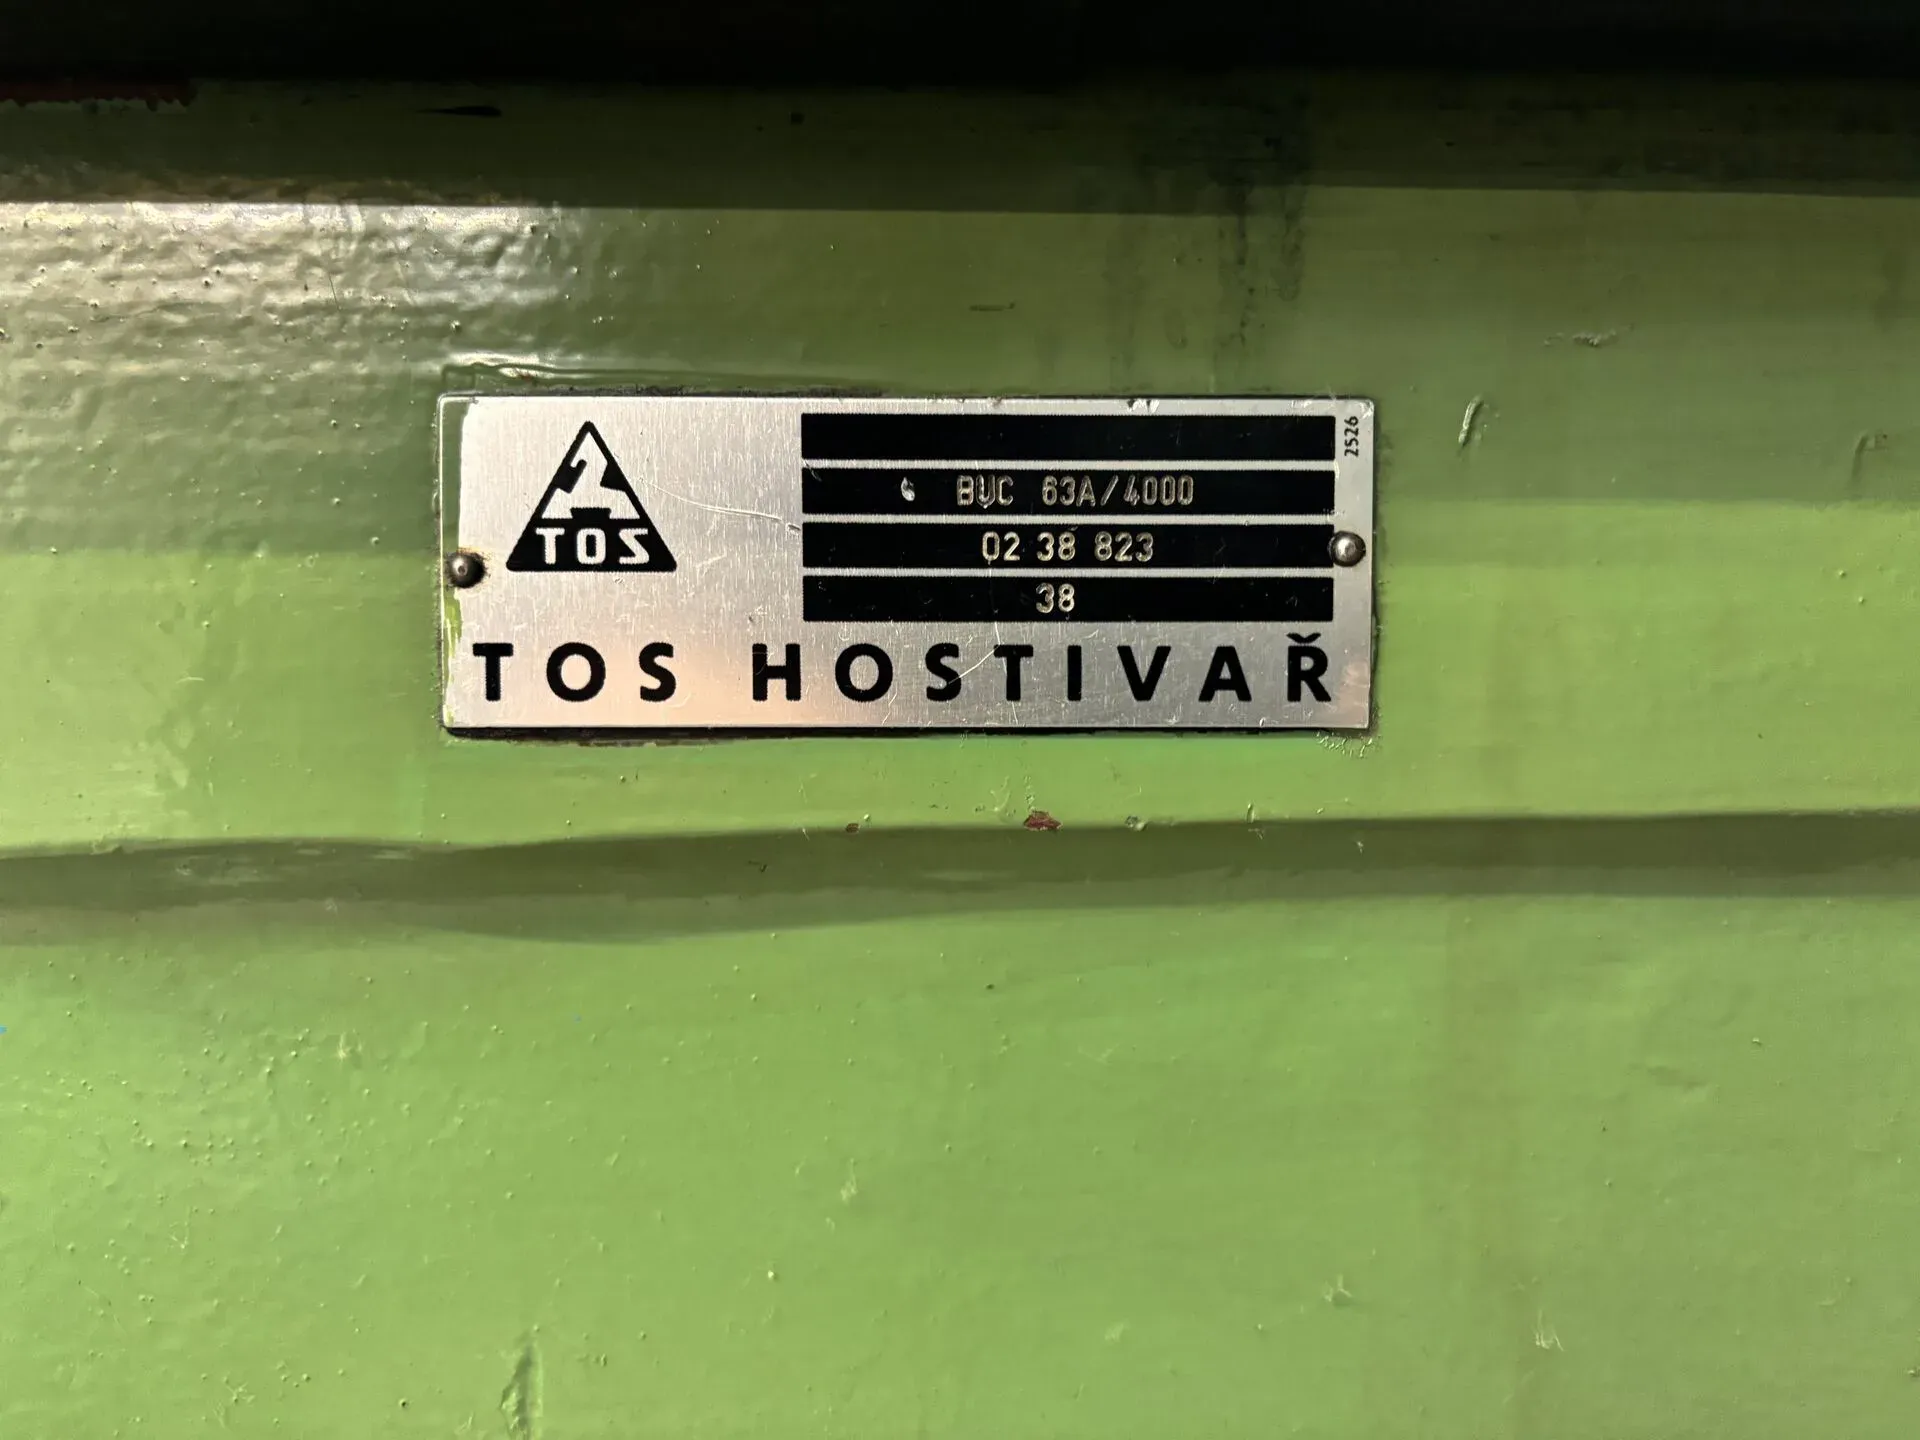 TOS
2526
BUC 63A/4000
02 38 823
38
TOS HOSTIVAŘ